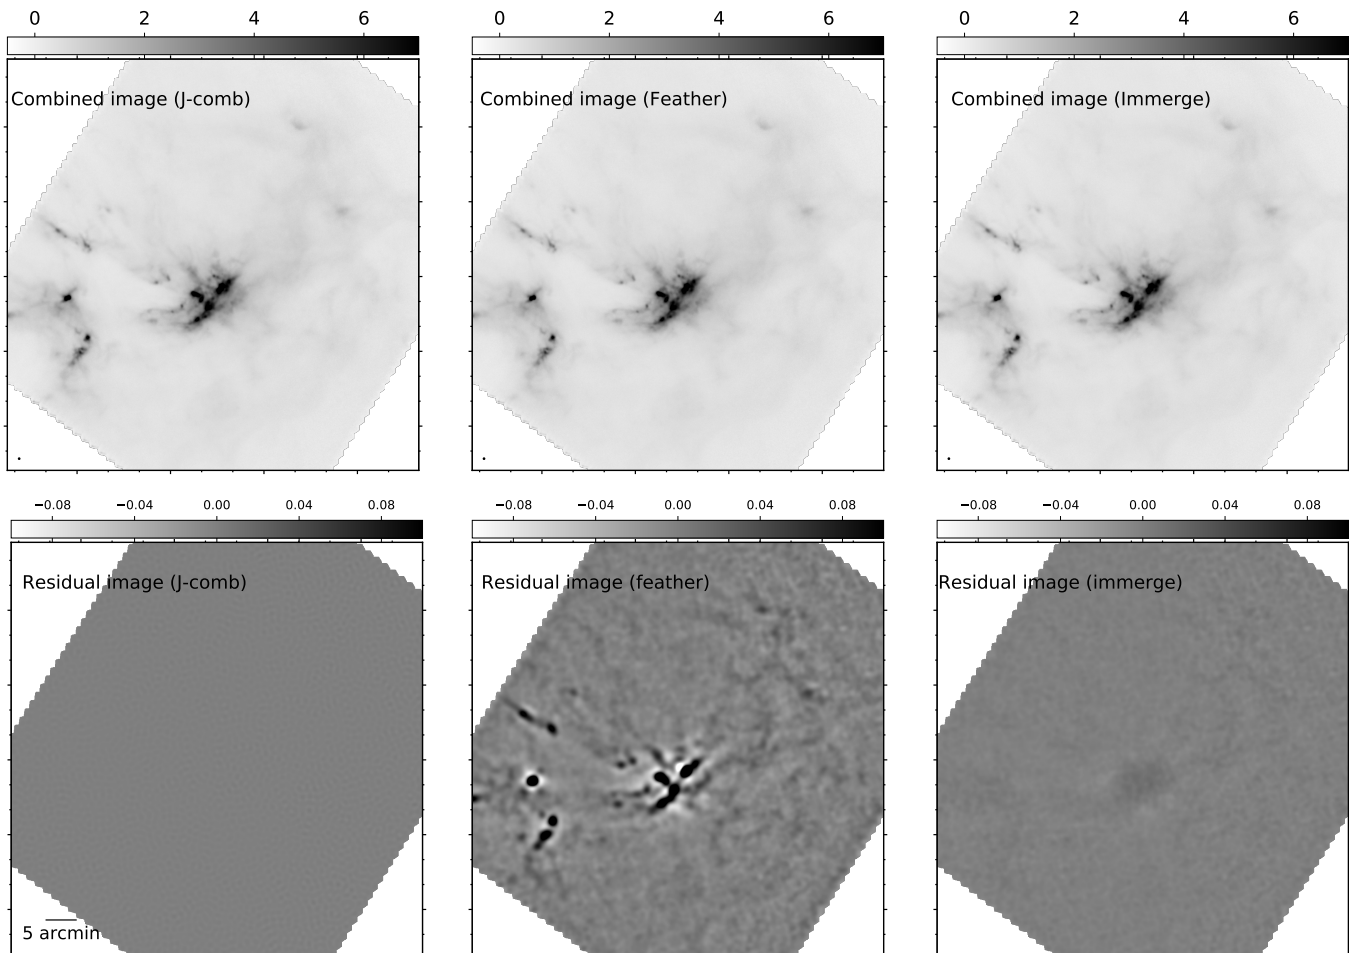 0 2 4 6 0 2 4 6 0 2 4 6
Combined image (J-comb) Combined image (Feather) Combined image (Immerge)
−0.08 −0.04 0.00 0.04 0.08 −0.08 −0.04 0.00 0.04 0.08 −0.08 −0.04 0.00 0.04 0.08
Residual image (J-comb) Residual image (feather) Residual image (immerge)
5 arcmin